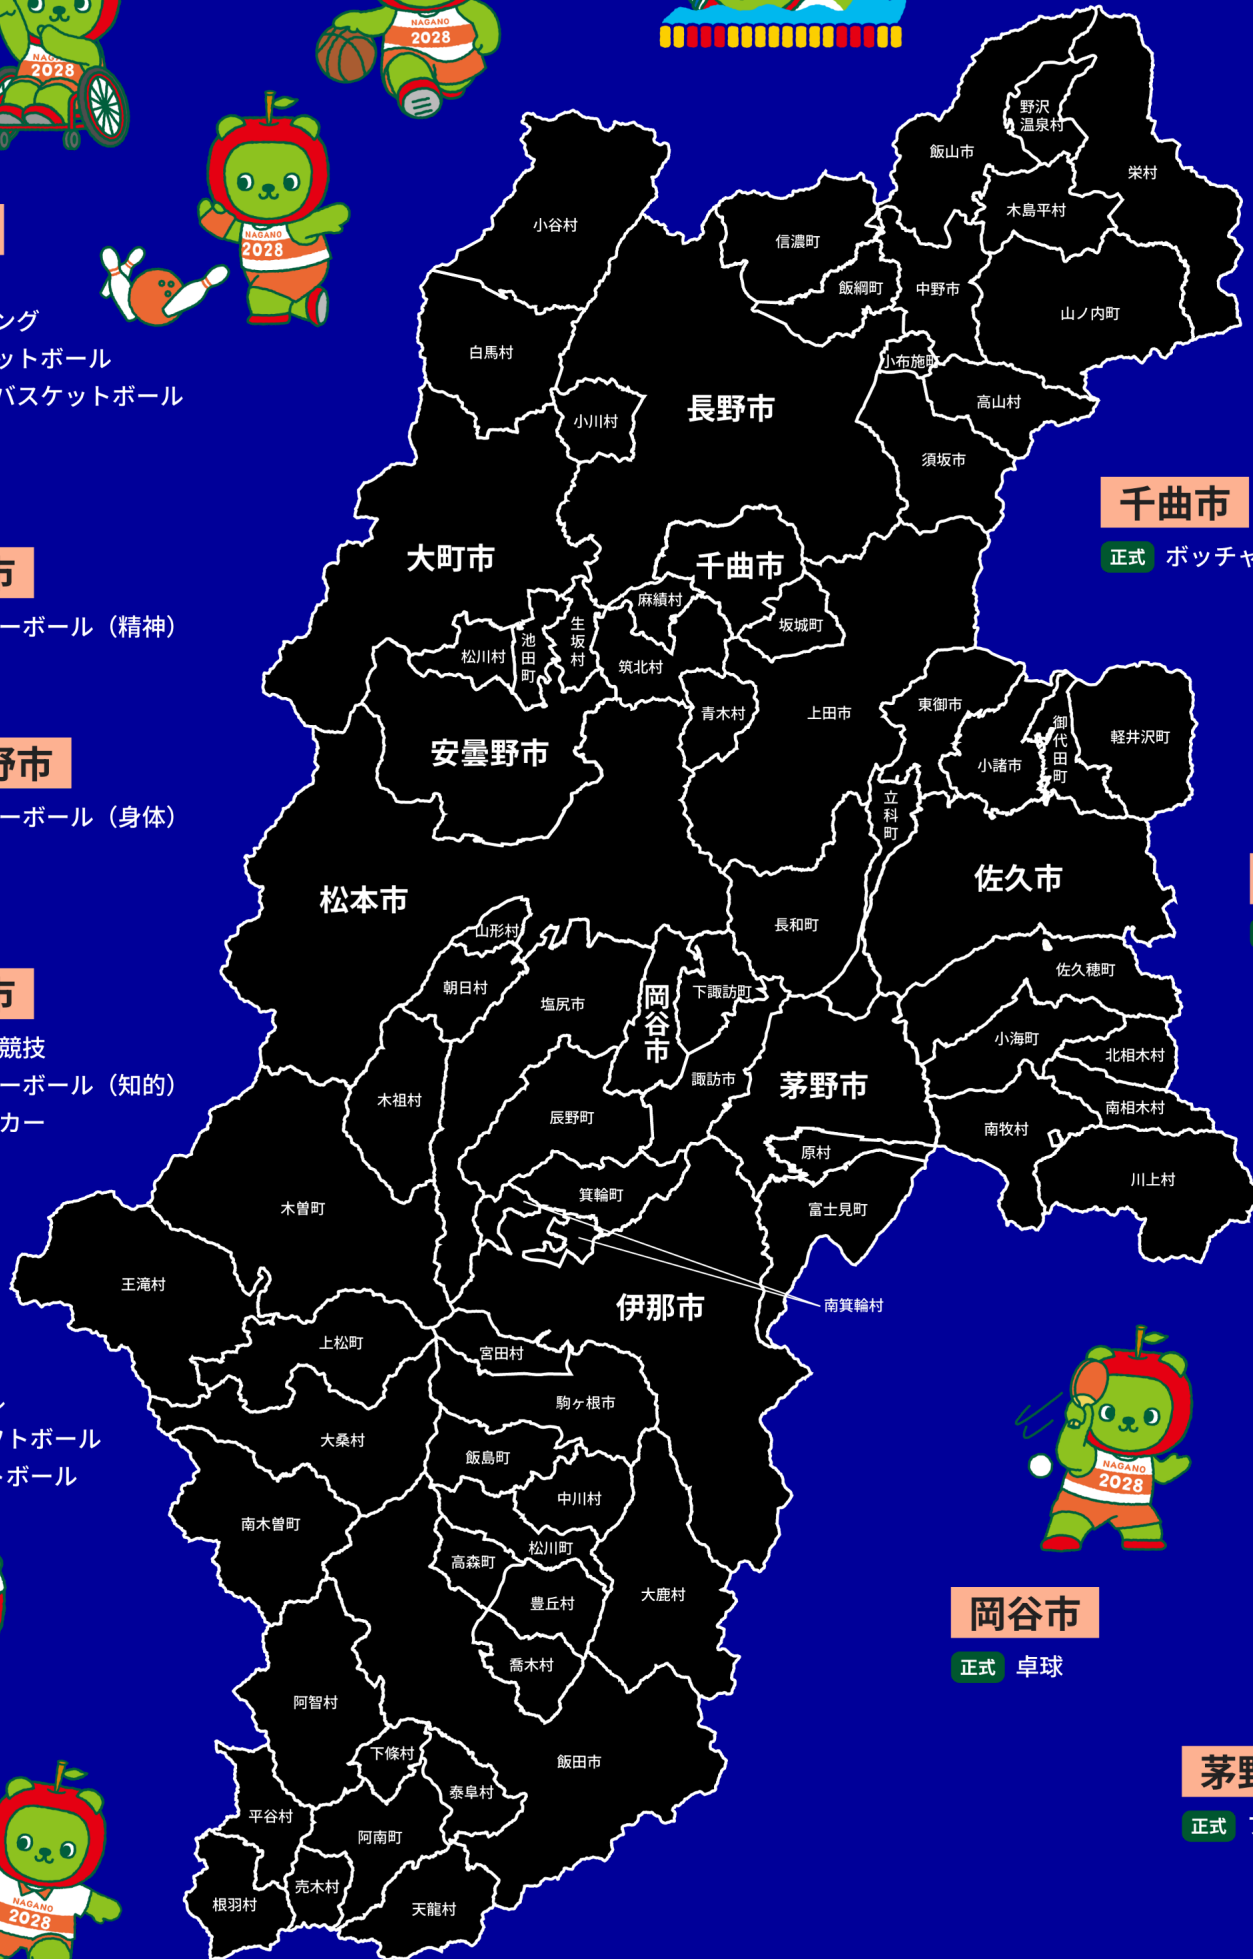 NAGANO
2028
NAGANO
2028
NAGANO
2028
野沢
温泉村
飯山市
栄村
木島平村
小谷村
信濃町
飯綱町
中野市
山ノ内町
ング
ットボール
バスケットボール
白馬村
小布施町
高山村
小川村
長野市
須坂市
千曲市
正式 ボッチャ
大町市
千曲市
市
ーボール（精神）
麻績村
坂城町
生坂村
池田町
松川村
筑北村
青木村
上田市
東御市
御代田町
軽井沢町
小諸市
野市
ーボール（身体）
安曇野市
立科町
佐久市
松本市
山形村
長和町
市
競技
ーボール（知的）
カー
朝日村
塩尻市
岡谷市
下諏訪町
佐久穂町
小海町
北相木村
諏訪市
茅野市
木祖村
辰野町
南相木村
南牧村
原村
川上村
箕輪町
富士見町
木曽町
王滝村
伊那市
南箕輪村
上松町
宮田村
駒ヶ根市
大桑村
飯島町
中川村
フトボール
ボール
NAGANO
2028
南木曽町
松川町
高森町
豊丘村
大鹿村
喬木村
岡谷市
正式 卓球
阿智村
下條村
飯田市
泰阜村
平谷村
阿南町
茅野
正式
売木村
根羽村
天龍村
NAGANO
2028